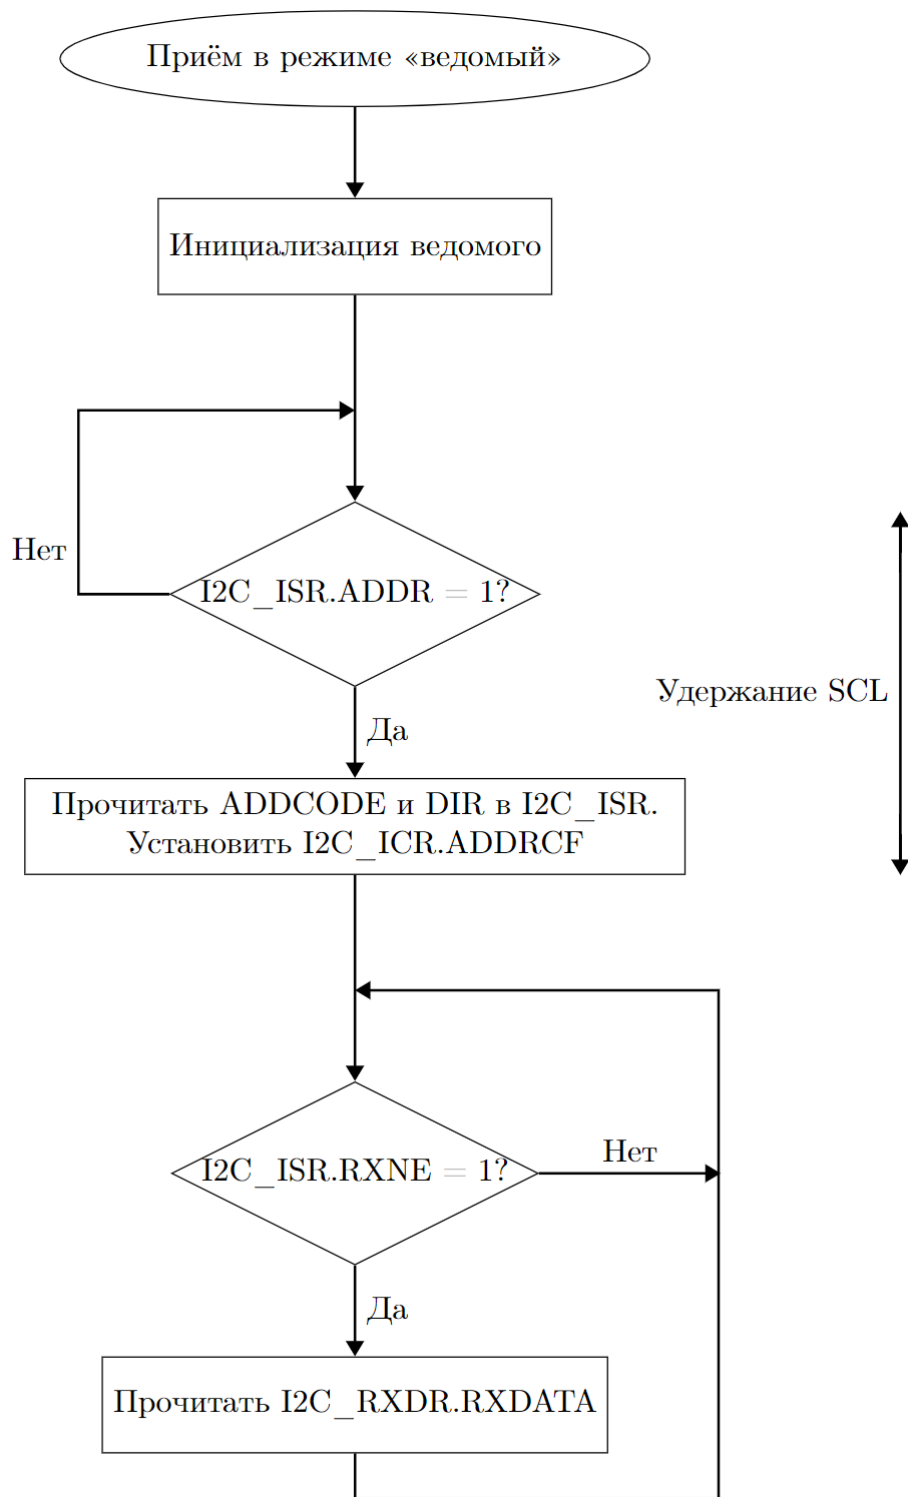 Приём в режиме «ведомый»
Инициализация ведомого
Нет
I2C_ISR.ADDR = 1?
Удержание SCL
Да
Прочитать ADDCODE и DIR в I2C_ISR.
Установить I2C_ICR.ADDRCF
I2C_ISR.RXNE = 1?
Нет
Да
Прочитать I2C_RXDR.RXDATA